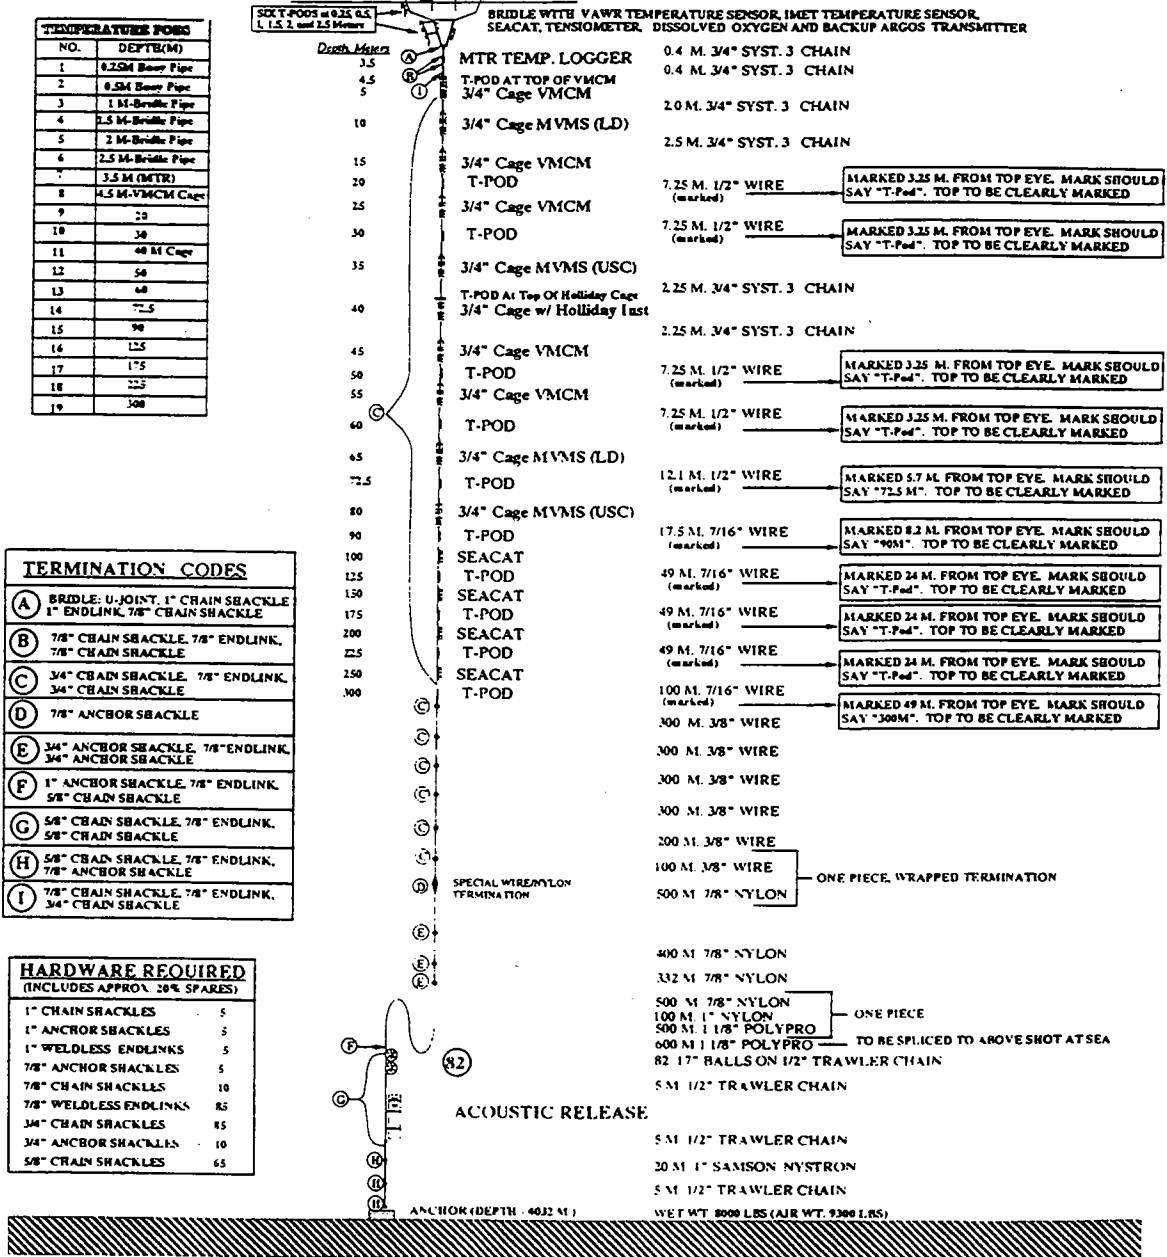 SIX T-PODS at 0.25, 0.5,
1, 1.5, 2, and 2.5 Meters
BRIDLE WITH VAWR TEMPERATURE SENSOR, IMET TEMPERATURE SENSOR,
SEACAT, TENSIOMETER, DISSOLVED OXYGEN AND BACKUP ARGOS TRANSMITTER
TEMPERATURE PODS
NO. DEPTH(M)
1 0.25M Buoy Pipe
2 0.5M Buoy Pipe
3 1 M-Bridle Pipe
4 1.5 M-Bridle Pipe
5 2 M-Bridle Pipe
6 2.5 M-Bridle Pipe
7 3.5 M (MTR)
8 4.5 M-VMCM Cage
9 20
10 30
11 40 M Cage
12 50
13 60
14 72.5
15 90
16 125
17 175
18 225
19 300
Depth Meters
A
3.5 MTR TEMP. LOGGER 0.4 M. 3/4" SYST. 3 CHAIN
B
0.4 M. 3/4" SYST. 3 CHAIN
4.5 T-POD AT TOP OF VMCM
I
5 3/4" Cage VMCM
2.0 M. 3/4" SYST. 3 CHAIN
10 3/4" Cage MVMS (LD)
2.5 M. 3/4" SYST. 3 CHAIN
15 3/4" Cage VMCM
20 T-POD 7.25 M. 1/2" WIRE
(marked)
MARKED 3.25 M. FROM TOP EYE. MARK SHOULD
SAY "T-Pod". TOP TO BE CLEARLY MARKED
25 3/4" Cage VMCM
30 T-POD 7.25 M. 1/2" WIRE
(marked)
MARKED 3.25 M. FROM TOP EYE. MARK SHOULD
SAY "T-Pod". TOP TO BE CLEARLY MARKED
35 3/4" Cage MVMS (USC)
2.25 M. 3/4" SYST. 3 CHAIN
T-POD At Top Of Holliday Cage
40 3/4" Cage w/ Holliday Inst
2.25 M. 3/4" SYST. 3 CHAIN
45 3/4" Cage VMCM
50 T-POD 7.25 M. 1/2" WIRE
(marked)
MARKED 3.25 M. FROM TOP EYE. MARK SHOULD
SAY "T-Pod". TOP TO BE CLEARLY MARKED
55 3/4" Cage VMCM
C
60 T-POD 7.25 M. 1/2" WIRE
(marked)
MARKED 3.25 M. FROM TOP EYE. MARK SHOULD
SAY "T-Pod". TOP TO BE CLEARLY MARKED
65 3/4" Cage MVMS (LD)
72.5 T-POD 12.1 M. 1/2" WIRE
(marked)
MARKED 5.7 M. FROM TOP EYE. MARK SHOULD
SAY "72.5 M". TOP TO BE CLEARLY MARKED
80 3/4" Cage MVMS (USC)
90 T-POD 17.5 M. 7/16" WIRE
(marked)
MARKED 8.2 M. FROM TOP EYE. MARK SHOULD
SAY "90M". TOP TO BE CLEARLY MARKED
100 SEACAT
125 T-POD 49 M. 7/16" WIRE
(marked)
MARKED 24 M. FROM TOP EYE. MARK SHOULD
SAY "T-Pod". TOP TO BE CLEARLY MARKED
150 SEACAT
175 T-POD 49 M. 7/16" WIRE
(marked)
MARKED 24 M. FROM TOP EYE. MARK SHOULD
SAY "T-Pod". TOP TO BE CLEARLY MARKED
200 SEACAT
225 T-POD 49 M. 7/16" WIRE
(marked)
MARKED 24 M. FROM TOP EYE. MARK SHOULD
SAY "T-Pod". TOP TO BE CLEARLY MARKED
250 SEACAT
300 T-POD 100 M. 7/16" WIRE
(marked)
MARKED 49 M. FROM TOP EYE. MARK SHOULD
SAY "300M". TOP TO BE CLEARLY MARKED
C
300 M. 3/8" WIRE
C
300 M. 3/8" WIRE
C
300 M. 3/8" WIRE
C
300 M. 3/8" WIRE
C
200 M. 3/8" WIRE
C
100 M. 3/8" WIRE
ONE PIECE, WRAPPED TERMINATION
D SPECIAL WIRE/NYLON
TERMINATION
500 M 7/8" NYLON
E
400 M 7/8" NYLON
E
332 M 7/8" NYLON
E
500 M 7/8" NYLON
100 M. 1" NYLON ONE PIECE
500 M. 1 1/8" POLYPRO
600 M 1 1/8" POLYPRO TO BE SPLICED TO ABOVE SHOT AT SEA
F
82
82 17" BALLS ON 1/2" TRAWLER CHAIN
5 M 1/2" TRAWLER CHAIN
G
ACOUSTIC RELEASE
5 M 1/2" TRAWLER CHAIN
H
20 M 1" SAMSON NYSTRON
H
5 M 1/2" TRAWLER CHAIN
H
ANCHOR (DEPTH - 4032 M) WET WT 8000 LBS (AIR WT. 9300 LBS)
TERMINATION CODES
A BRIDLE: U-JOINT, 1" CHAIN SHACKLE
1" ENDLINK, 7/8" CHAIN SHACKLE
B 7/8" CHAIN SHACKLE, 7/8" ENDLINK,
7/8" CHAIN SHACKLE
C 3/4" CHAIN SHACKLE, 7/8" ENDLINK,
3/4" CHAIN SHACKLE
D 7/8" ANCHOR SHACKLE
E 3/4" ANCHOR SHACKLE, 7/8" ENDLINK,
3/4" ANCHOR SHACKLE
F 1" ANCHOR SHACKLE, 7/8" ENDLINK,
5/8" CHAIN SHACKLE
G 5/8" CHAIN SHACKLE, 7/8" ENDLINK,
5/8" CHAIN SHACKLE
H 5/8" CHAIN SHACKLE, 7/8" ENDLINK,
7/8" ANCHOR SHACKLE
I 7/8" CHAIN SHACKLE, 7/8" ENDLINK,
3/4" CHAIN SHACKLE
HARDWARE REQUIRED
(INCLUDES APPROX. 20% SPARES)
1" CHAIN SHACKLES 5
1" ANCHOR SHACKLES 5
1" WELDLESS ENDLINKS 5
7/8" ANCHOR SHACKLES 5
7/8" CHAIN SHACKLES 10
7/8" WELDLESS ENDLINKS 85
3/4" CHAIN SHACKLES 85
3/4" ANCHOR SHACKLES 10
5/8" CHAIN SHACKLES 65